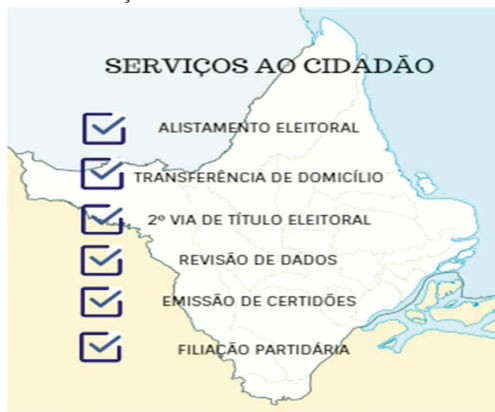 SERVIÇOS AO CIDADÃO
ALISTAMENTO ELEITORAL
TRANSFERÊNCIA DE DOMICÍLIO
2º VIA DE TÍTULO ELEITORAL
REVISÃO DE DADOS
EMISSÃO DE CERTIDÕES
FILIAÇÃO PARTIDÁRIA